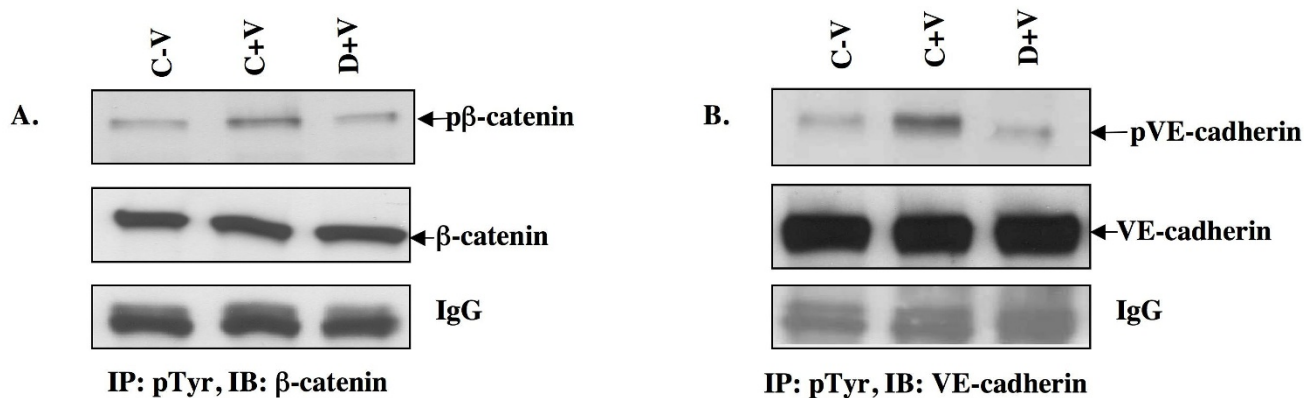 A.
C-V
C+V
D+V
pβ-catenin
β-catenin
IgG
IP: pTyr, IB: β-catenin
B.
C-V
C+V
D+V
pVE-cadherin
VE-cadherin
IgG
IP: pTyr, IB: VE-cadherin